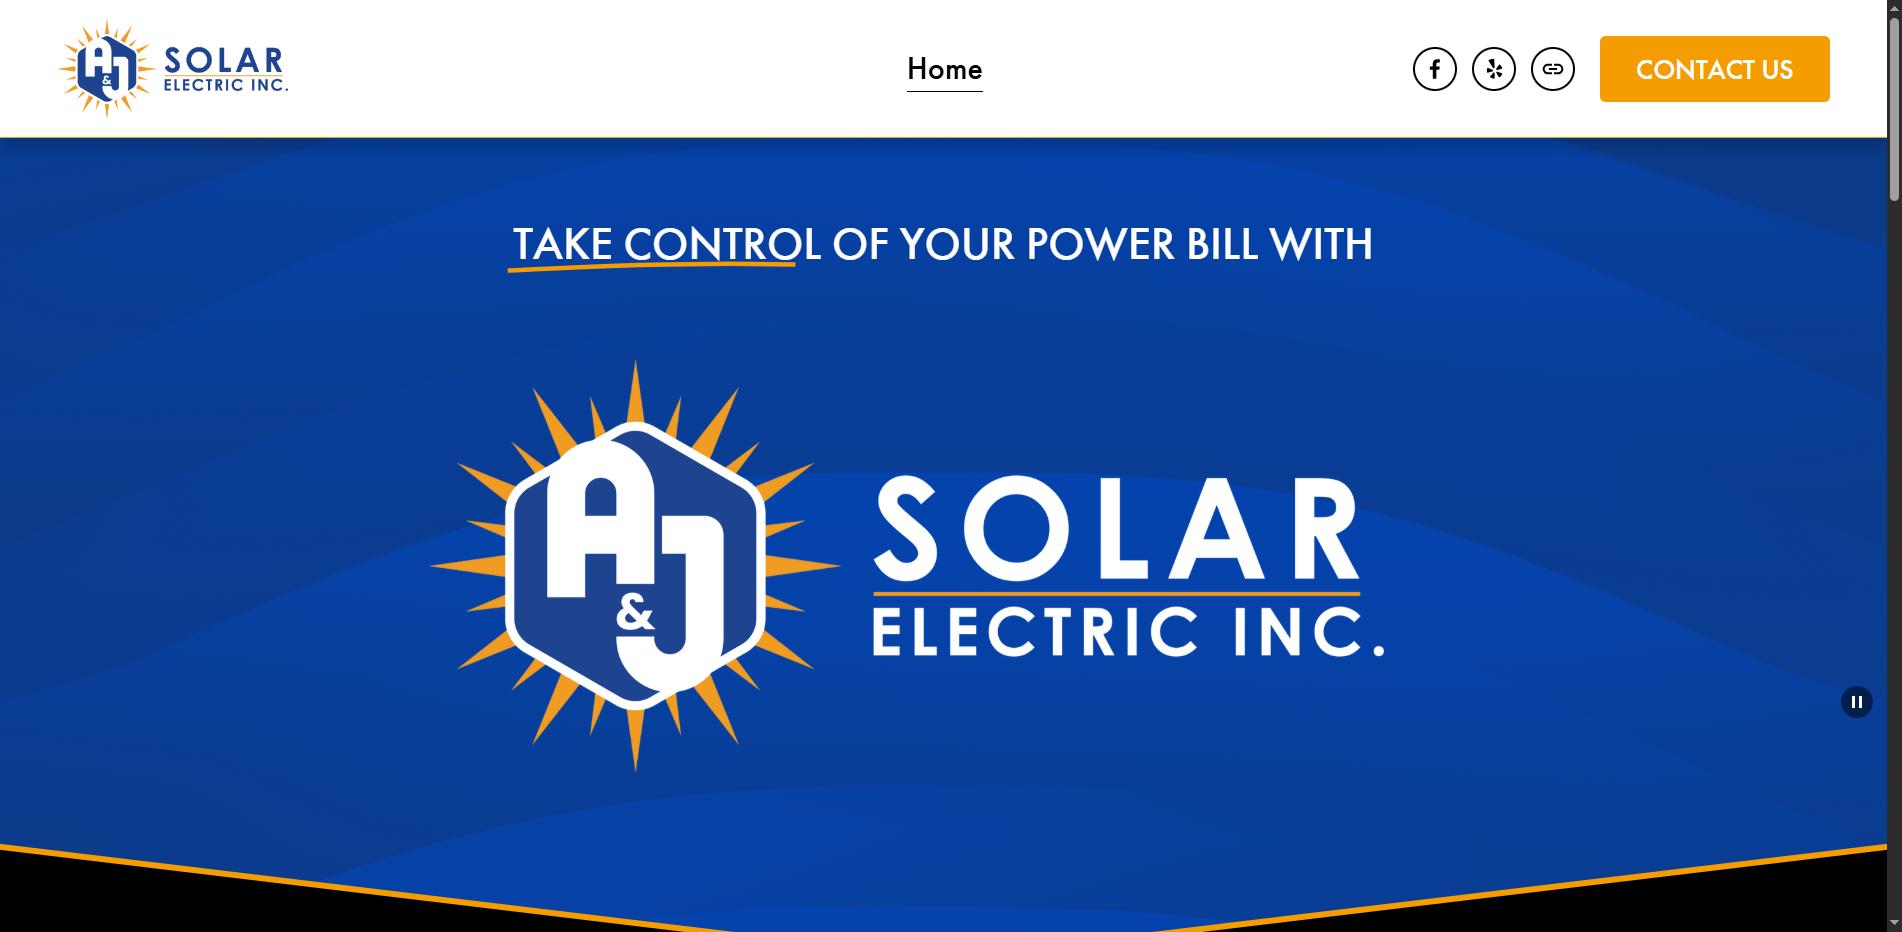 A & J SOLAR
ELECTRIC INC.
Home
CONTACT US
TAKE CONTROL OF YOUR POWER BILL WITH
A & J
SOLAR
ELECTRIC INC.